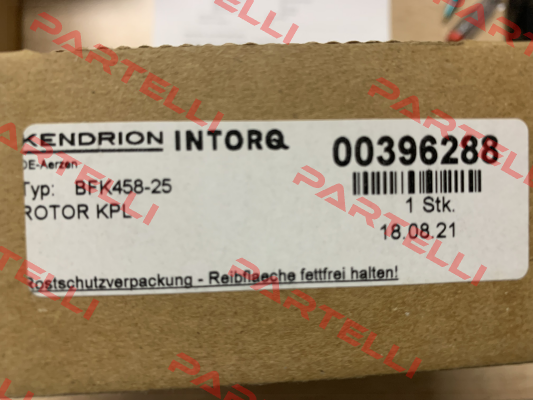 KENDRION INTORQ
DE-Aerzen
Typ: BFK458-25
ROTOR KPL
00396288
1 Stk.
18.08.21
Rostschutzverpackung - Reibflaeche fettfrei halten!
PARTELLI
PARTELLI
PARTELLI
PARTELLI
PARTELLI
PARTELLI